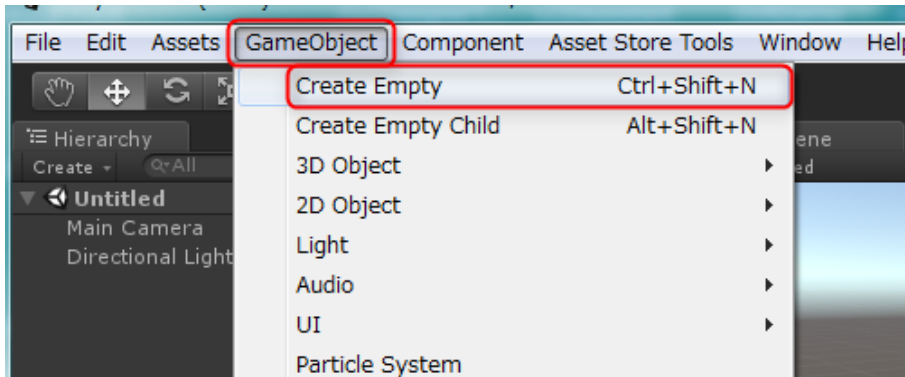 File Edit Assets GameObject Component Asset Store Tools Window Help
Create Empty Ctrl+Shift+N
Hierarchy
Create Empty Child Alt+Shift+N
Create All
3D Object
Untitled
2D Object
Main Camera
Light
Directional Light
Audio
UI
Particle System